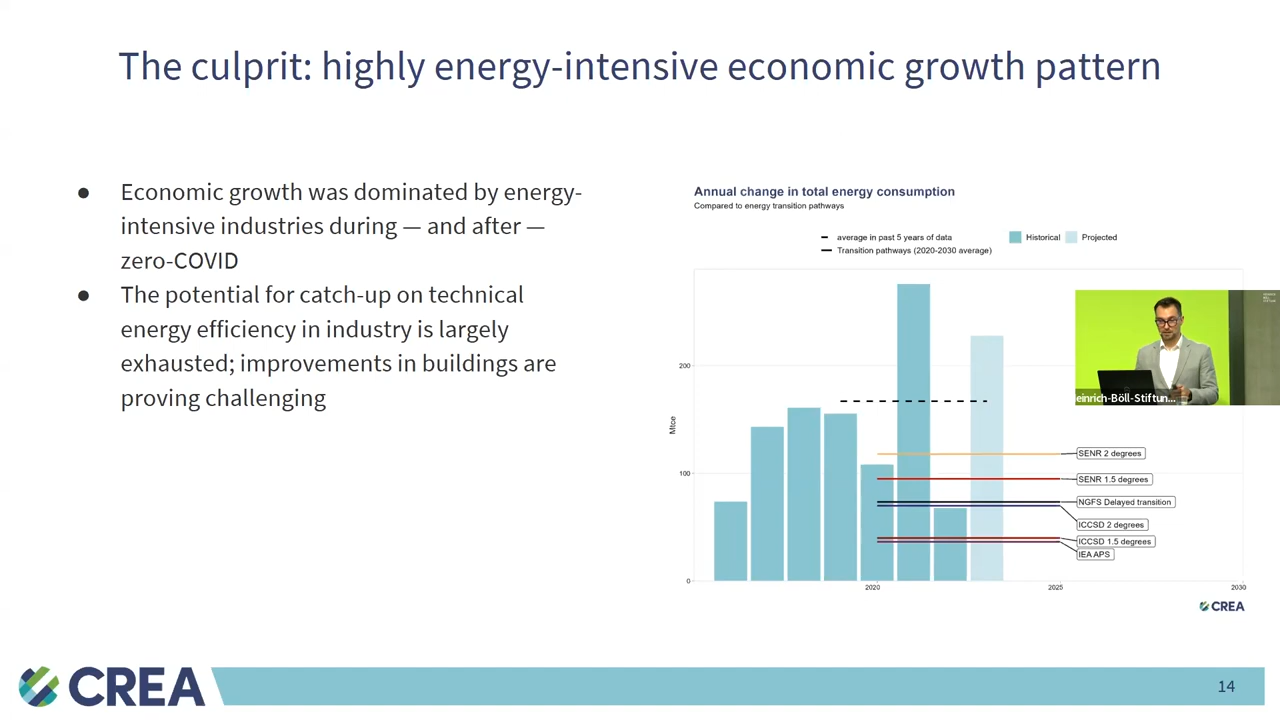 The culprit: highly energy-intensive economic growth pattern
● Economic growth was dominated by energy-
intensive industries during — and after —
zero-COVID
● The potential for catch-up on technical
energy efficiency in industry is largely
exhausted; improvements in buildings are
proving challenging
Annual change in total energy consumption
Compared to energy transition pathways
average in past 5 years of data
Transition pathways (2020-2030 average)
Historical
Projected
Mtce
200
100
0
2020
2025
2030
SENR 2 degrees
SENR 1.5 degrees
NGFS Delayed transition
ICCSD 2 degrees
ICCSD 1.5 degrees
IEA APS
einrich-Böll-Stiftun...
CREA
CREA
14